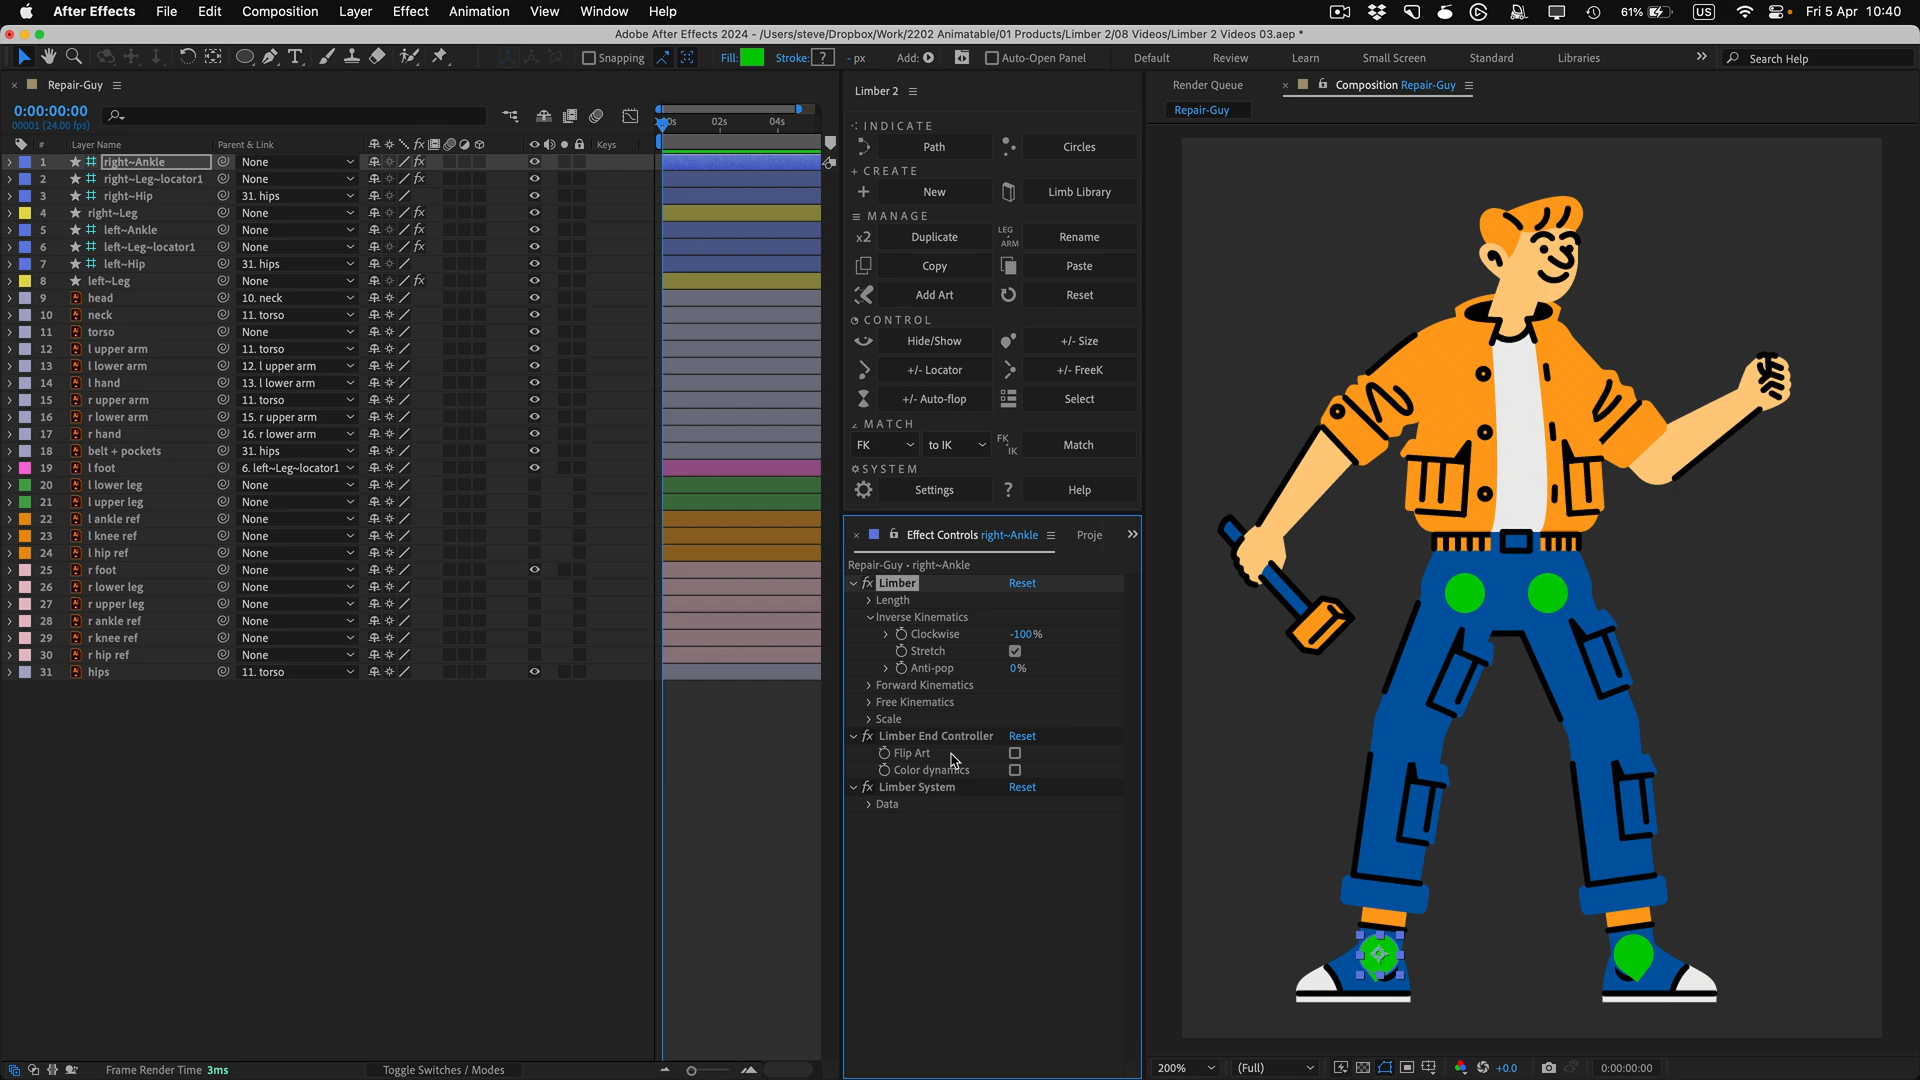 After Effects File Edit Composition Layer Effect Animation View Window Help 61% US Fri 5 Apr 10:40
Adobe After Effects 2024 - /Users/steve/Dropbox/Work/2202 Animatable/01 Products/Limber 2/08 Videos/Limber 2 Videos 03.aep *
Snapping Fill: Stroke: ? - px Add: Auto-Open Panel Default Review Learn Small Screen Standard Libraries Search Help
Repair-Guy
0:00:00:00
00001 (24.00 fps)
02s 04s
# Layer Name Parent & Link Keys
1 right~Ankle None
2 right~Leg~locator1 None
3 right~Hip 31. hips
4 right~Leg None
5 left~Ankle None
6 left~Leg~locator1 None
7 left~Hip 31. hips
8 left~Leg None
9 head 10. neck
10 neck 11. torso
11 torso None
12 l upper arm 11. torso
13 l lower arm 12. l upper arm
14 l hand 13. l lower arm
15 r upper arm 11. torso
16 r lower arm 15. r upper arm
17 r hand 16. r lower arm
18 belt + pockets 31. hips
19 l foot 6. left~Leg~locator1
20 l lower leg None
21 l upper leg None
22 l ankle ref None
23 l knee ref None
24 l hip ref None
25 r foot None
26 r lower leg None
27 r upper leg None
28 r ankle ref None
29 r knee ref None
30 r hip ref None
31 hips 11. torso
Frame Render Time 3ms Toggle Switches / Modes
Limber 2
INDICATE
Path Circles
+ CREATE
New Limb Library
MANAGE
x2 Duplicate LEG ARM Rename
Copy Paste
Add Art Reset
CONTROL
Hide/Show +/- Size
+/- Locator +/- FreeK
+/- Auto-flop Select
MATCH
FK to IK FK IK Match
SYSTEM
Settings ? Help
Effect Controls right~Ankle Proje
Repair-Guy • right~Ankle
fx Limber Reset
Length
Inverse Kinematics
Clockwise -100%
Stretch
Anti-pop 0%
Forward Kinematics
Free Kinematics
Scale
fx Limber End Controller Reset
Flip Art
Color dynamics
fx Limber System Reset
Data
Render Queue Composition Repair-Guy
Repair-Guy
200% (Full) +0.0 0:00:00:00